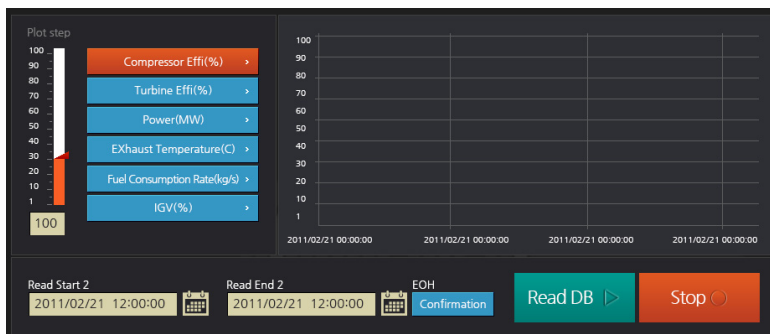 Plot step
100
90
80
70
60
50
40
30
20
10
1
100
Compressor Effi(%) ›
Turbine Effi(%) ›
Power(MW) ›
EXhaust Temperature(C) ›
Fuel Consumption Rate(kg/s) ›
IGV(%) ›
100
90
80
70
60
50
40
30
20
10
1
2011/02/21 00:00:00 2011/02/21 00:00:00 2011/02/21 00:00:00 2011/02/21 00:00:00
Read Start 2
2011/02/21 12:00:00
Read End 2
2011/02/21 12:00:00
EOH
Confirmation
Read DB
Stop